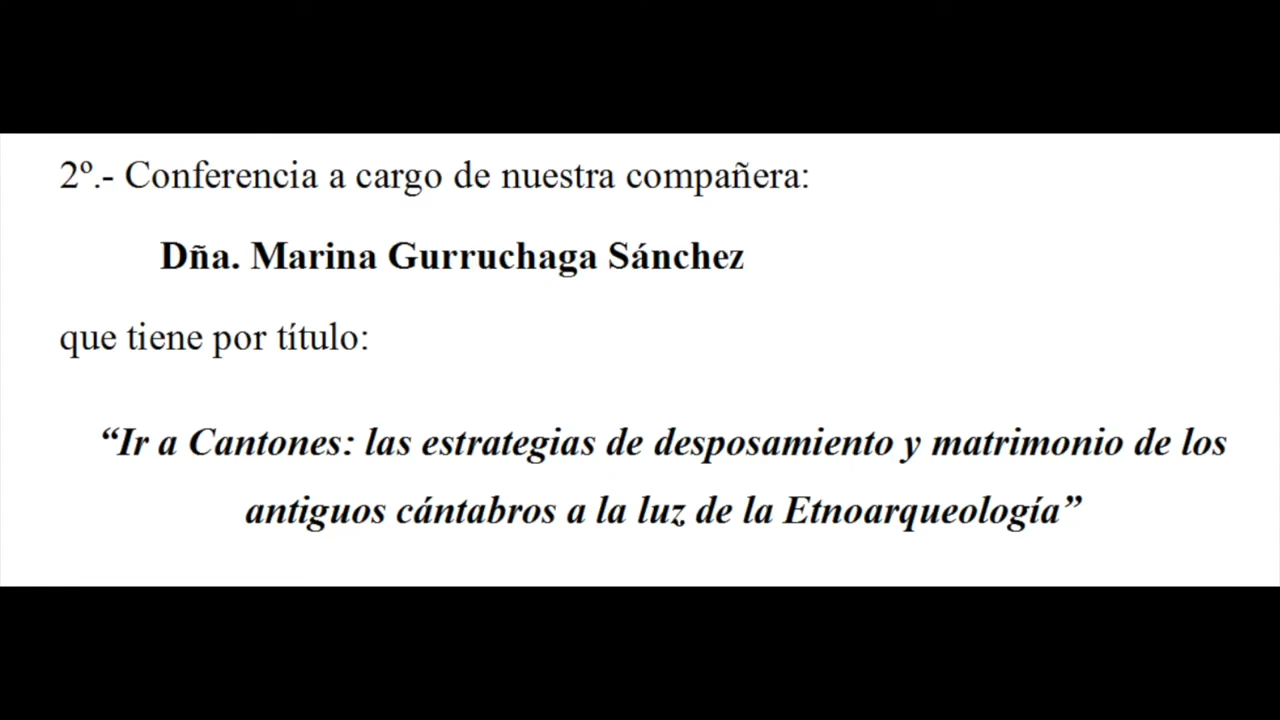 2º.- Conferencia a cargo de nuestra compañera:
Dña. Marina Gurruchaga Sánchez
que tiene por título:
“Ir a Cantones: las estrategias de desposamiento y matrimonio de los
antiguos cántabros a la luz de la Etnoarqueología”